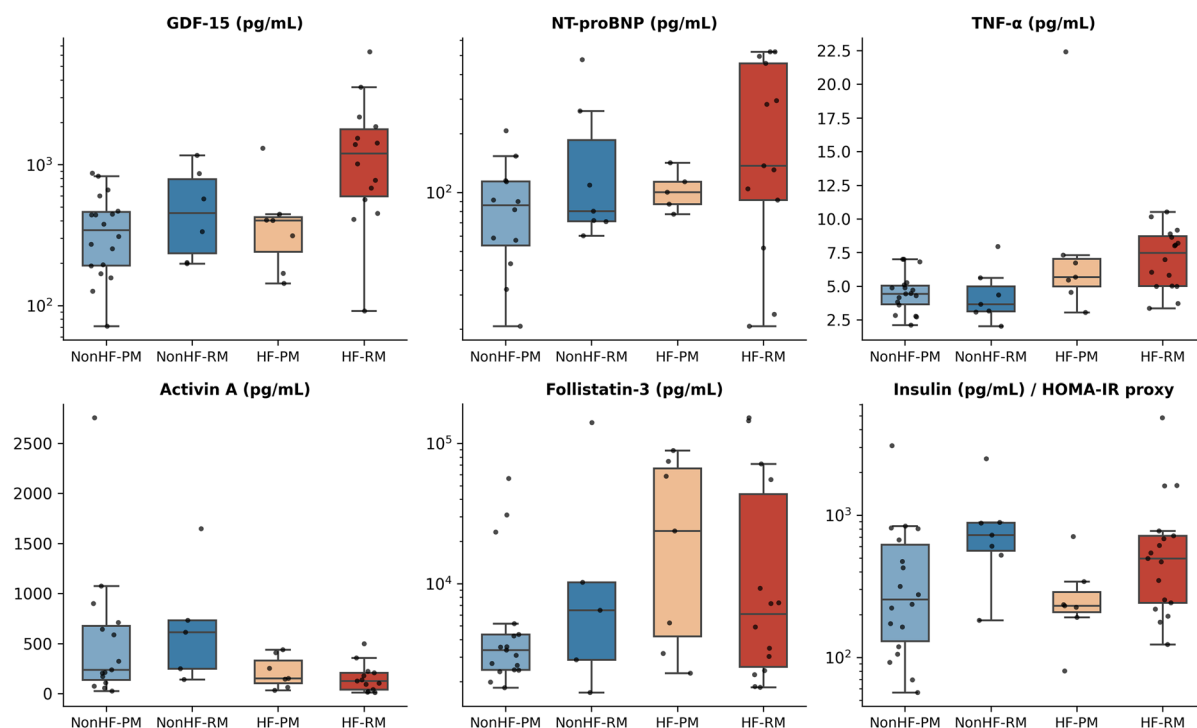 GDF-15 (pg/mL)
10³
10²
NonHF-PM NonHF-RM HF-PM HF-RM
NT-proBNP (pg/mL)
10²
NonHF-PM NonHF-RM HF-PM HF-RM
TNF-α (pg/mL)
22.5
20.0
17.5
15.0
12.5
10.0
7.5
5.0
2.5
NonHF-PM NonHF-RM HF-PM HF-RM
Activin A (pg/mL)
2500
2000
1500
1000
500
0
NonHF-PM NonHF-RM HF-PM HF-RM
Follistatin-3 (pg/mL)
10⁵
10⁴
NonHF-PM NonHF-RM HF-PM HF-RM
Insulin (pg/mL) / HOMA-IR proxy
10³
10²
NonHF-PM NonHF-RM HF-PM HF-RM